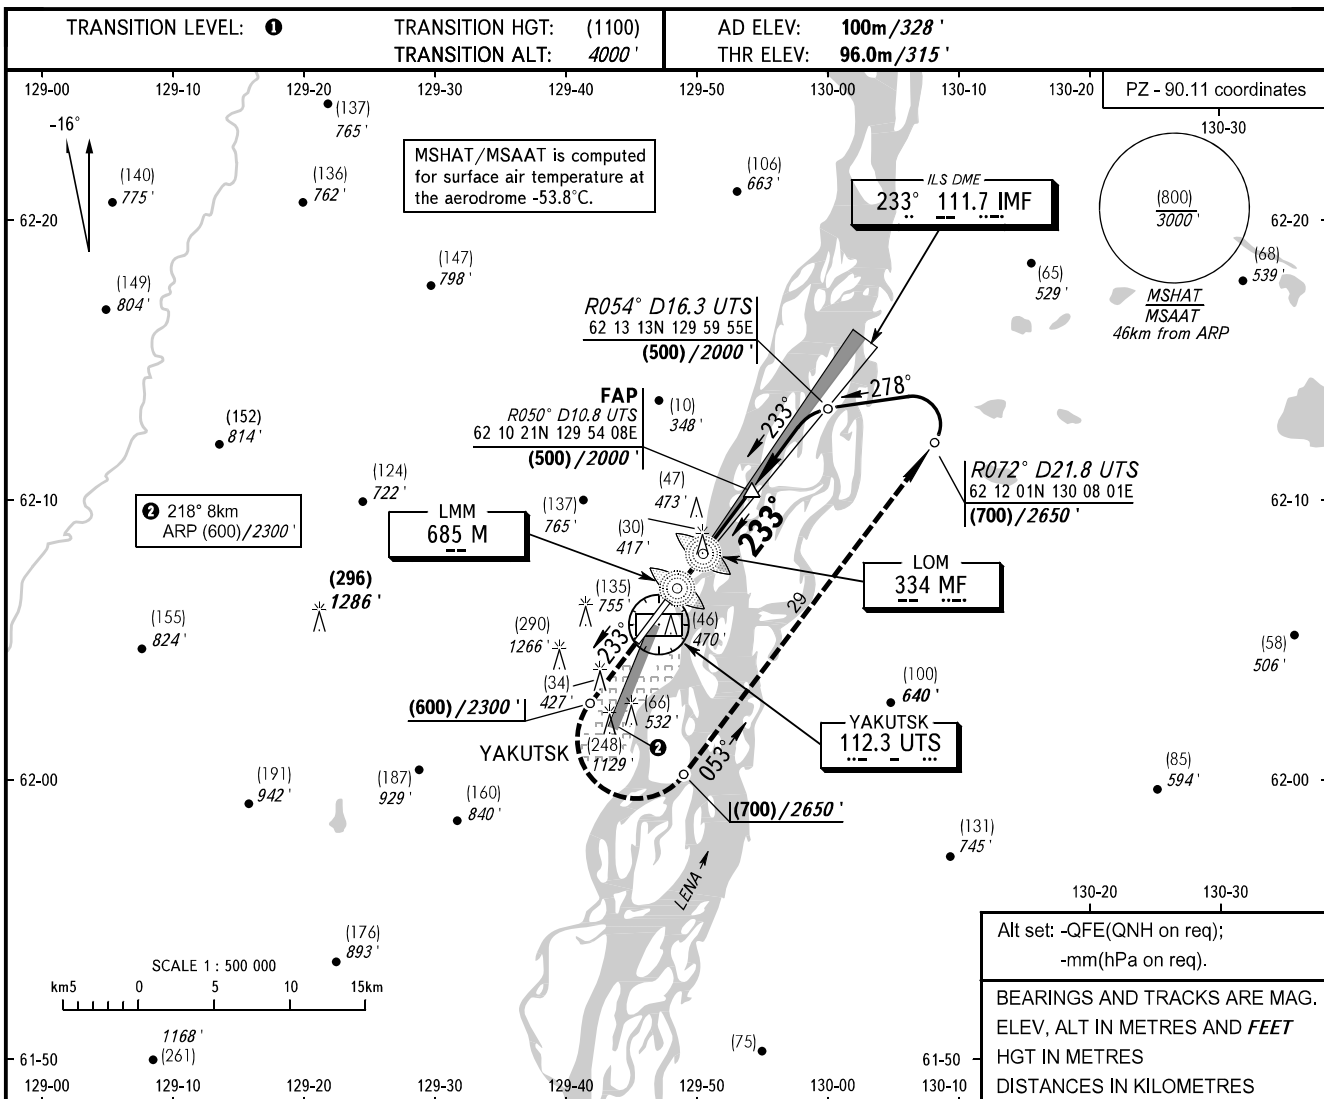 TRANSITION LEVEL: ❶
TRANSITION HGT: (1100)
TRANSITION ALT: 4000 '
AD ELEV: 100m/328 '
THR ELEV: 96.0m/315 '
129-00 129-10 129-20 129-30 129-40 129-50 130-00 130-10 130-20
PZ - 90.11 coordinates
130-30
-16°
(137)
765 '
MSHAT/MSAAT is computed
for surface air temperature at
the aerodrome -53.8°C.
(140)
775 '
(136)
762 '
(106)
663 '
ILS DME
233° 111.7 IMF
(800)
3000 '
MSHAT
MSAAT
46km from ARP
62-20
62-20
(68)
539 '
(65)
529 '
(147)
798 '
(149)
804 '
R054° D16.3 UTS
62 13 13N 129 59 55E
(500)/2000 '
FAP
R050° D10.8 UTS
62 10 21N 129 54 08E
(500)/2000 '
(10)
348 '
278°
233°
233°
(152)
814 '
R072° D21.8 UTS
62 12 01N 130 08 01E
(700)/2650 '
(124)
722 '
(47)
473 '
(137)
765 '
(30)
417 '
62-10
62-10
❷ 218° 8km
ARP (600)/2300 '
LMM
685 M
LOM
334 MF
(296)
1286 '
(135)
755 '
(46)
470 '
29
(155)
824 '
(290)
1266 '
233°
(34)
427 '
(58)
506 '
(100)
640 '
(600)/2300 '
(66)
532 '
YAKUTSK
112.3 UTS
YAKUTSK
(248)
1129 '
❷
053°
62-00
62-00
(191)
942 '
(187)
929 '
(160)
840 '
(700)/2650 '
(85)
594 '
(131)
745 '
LENA
130-20 130-30
Alt set: -QFE(QNH on req);
-mm(hPa on req).
(176)
893 '
SCALE 1 : 500 000
km5 0 5 10 15km
BEARINGS AND TRACKS ARE MAG.
ELEV, ALT IN METRES AND FEET
HGT IN METRES
DISTANCES IN KILOMETRES
1168 '
(261)
(75)
61-50
61-50
129-00 129-10 129-20 129-30 129-40 129-50 130-00 130-10